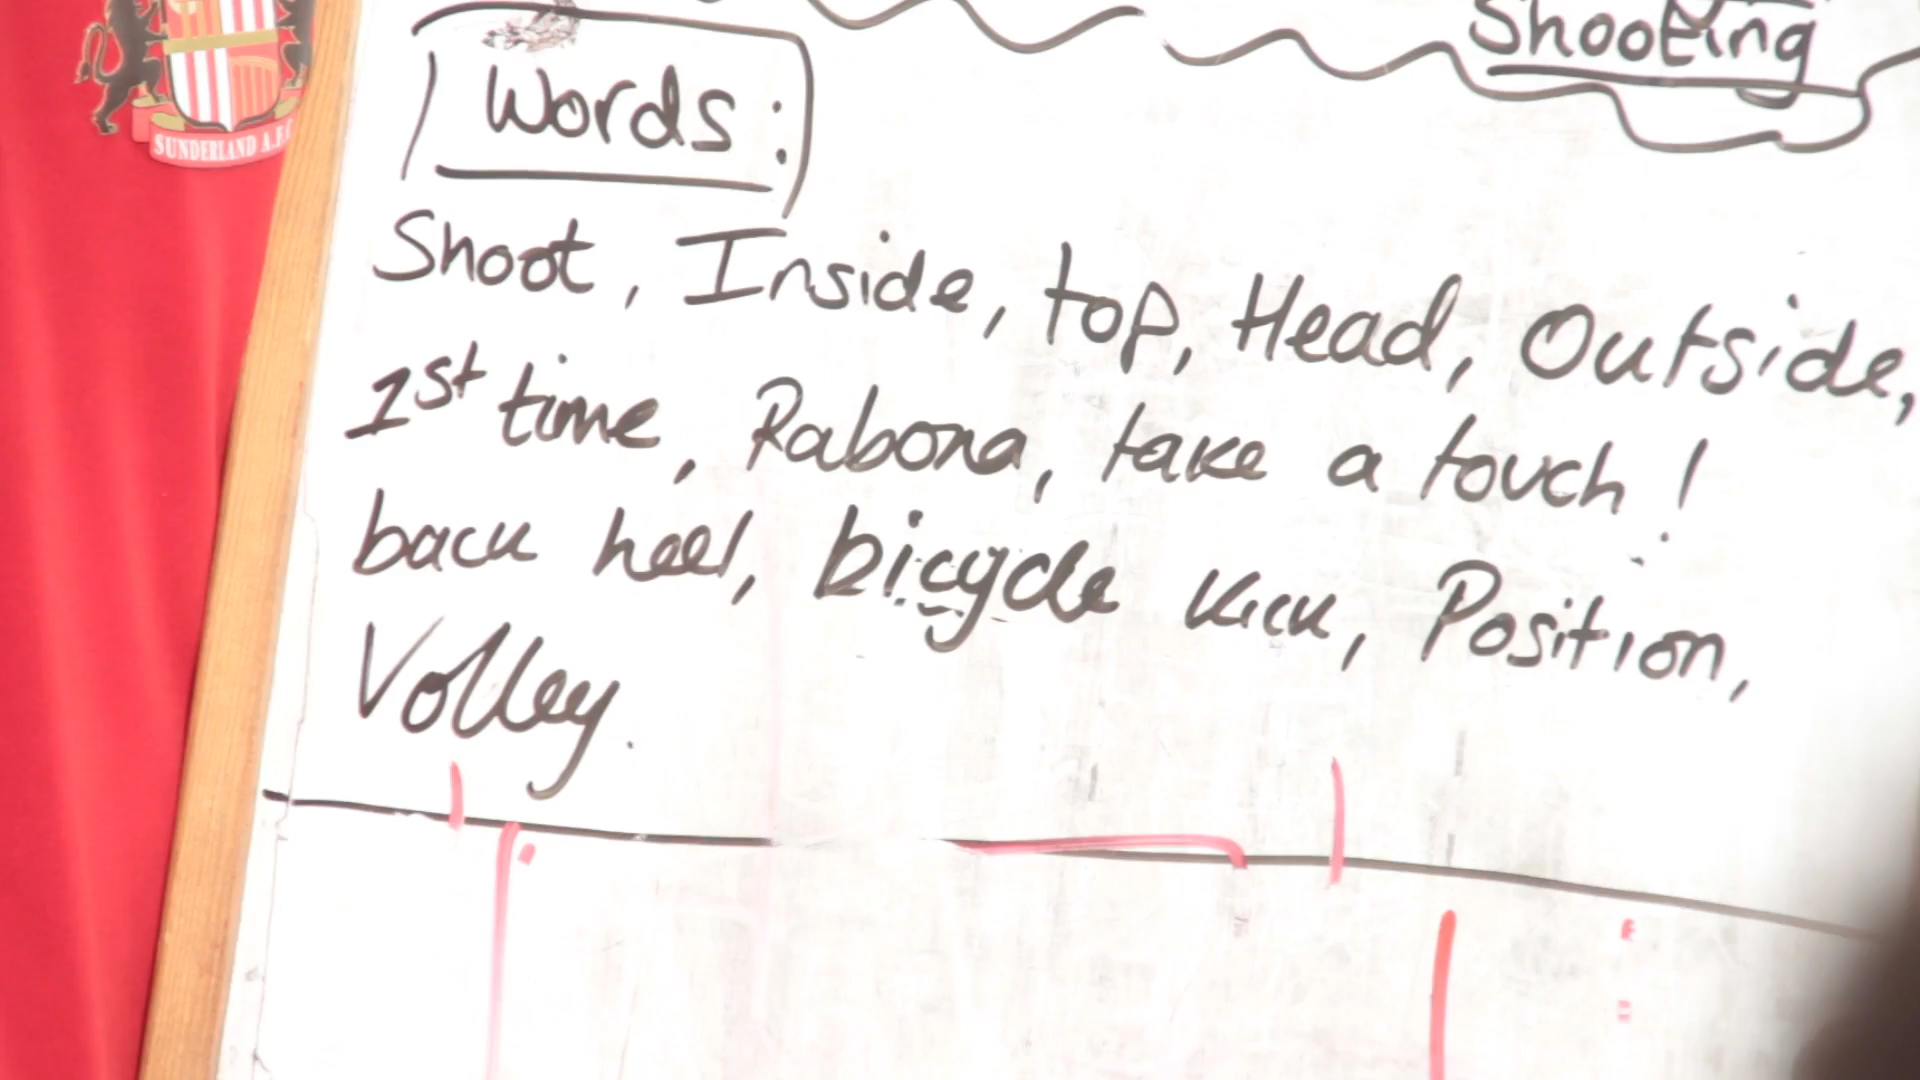 SUNDERLAND A.F.C
Shooting
Words:
Shoot, Inside, top, Head, Outside,
1st time, Rabona, take a touch!
back heel, bicycle kick, Position,
Volley.